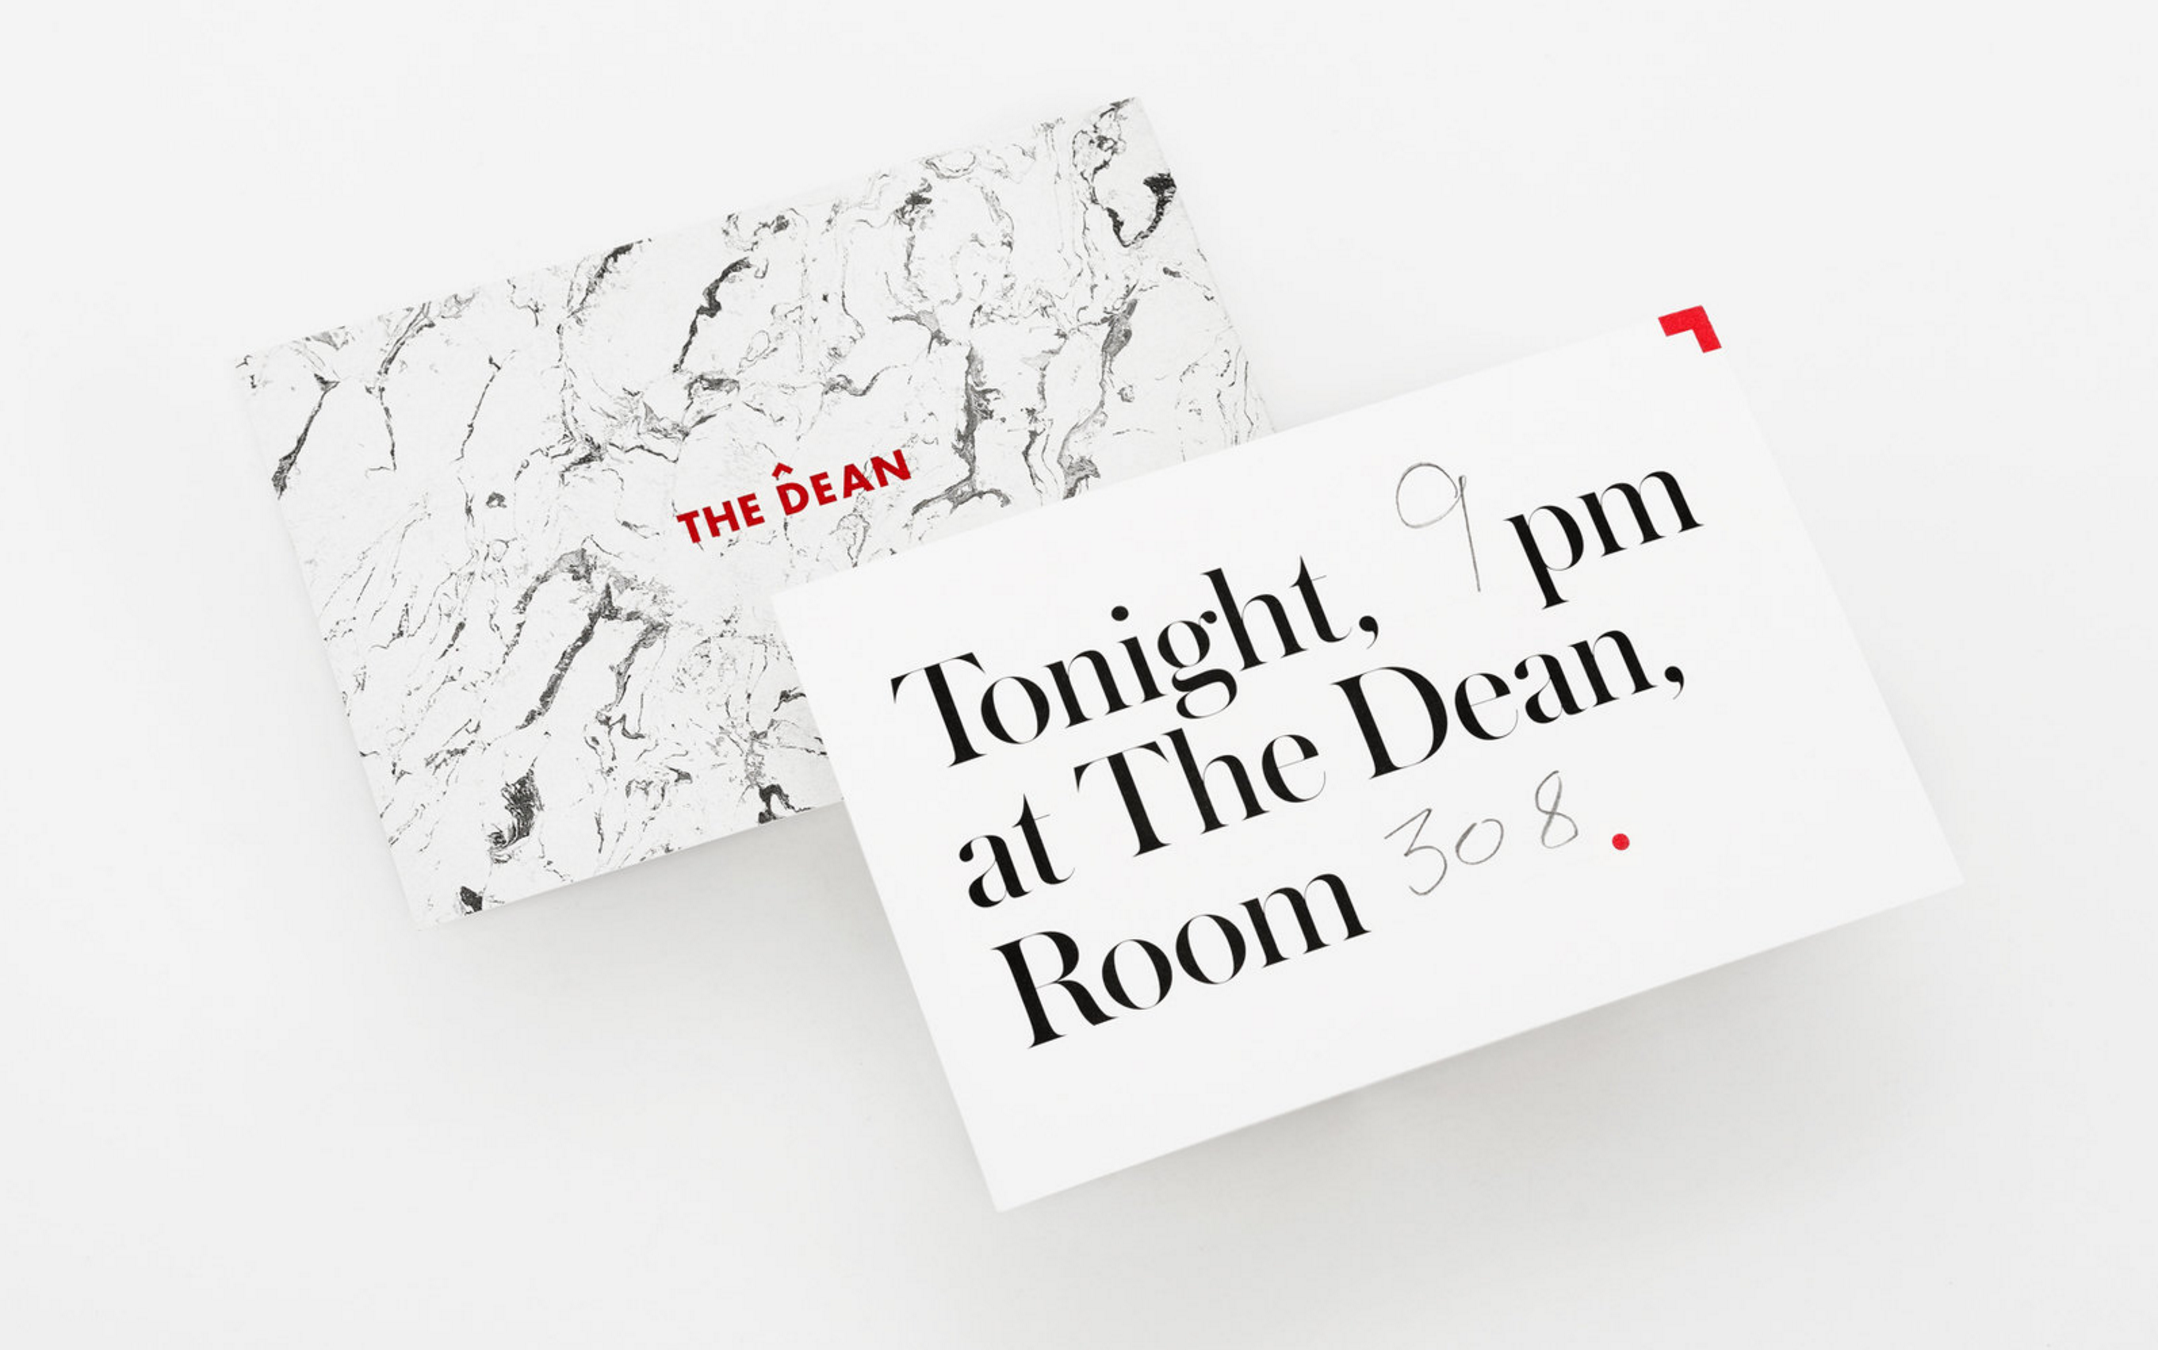 THE DEAN
Tonight, 9 pm
at The Dean,
Room 308.